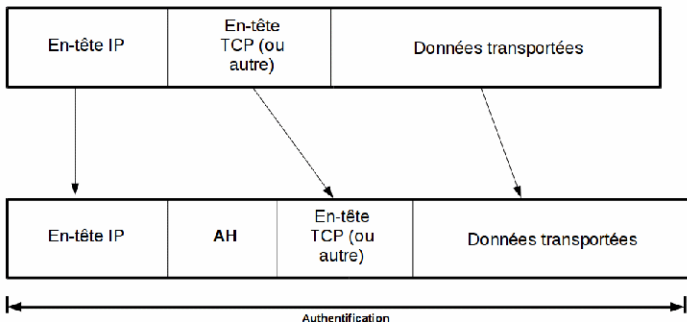 En-tête IP
En-tête
TCP (ou
autre)
Données transportées
En-tête IP
AH
En-tête
TCP (ou
autre)
Données transportées
Authentification